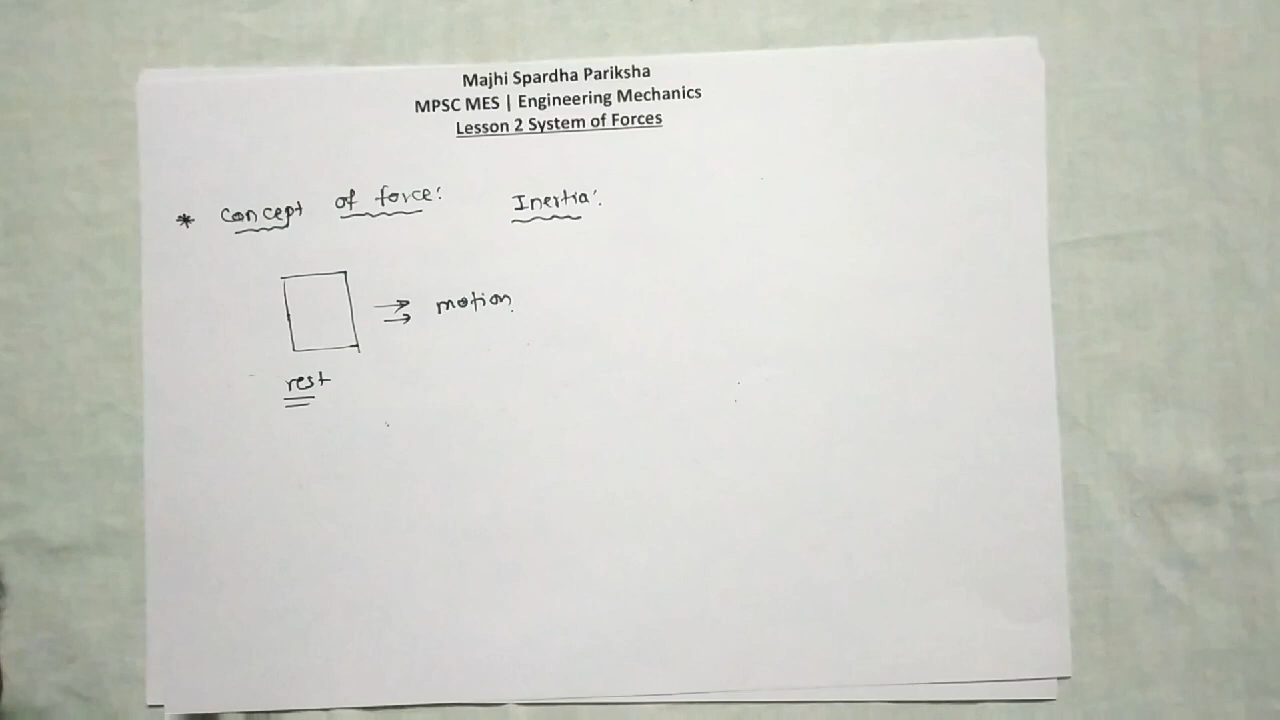 Majhi Spardha Pariksha
MPSC MES | Engineering Mechanics
Lesson 2 System of Forces
* Concept of force: Inertia:
motion.
rest